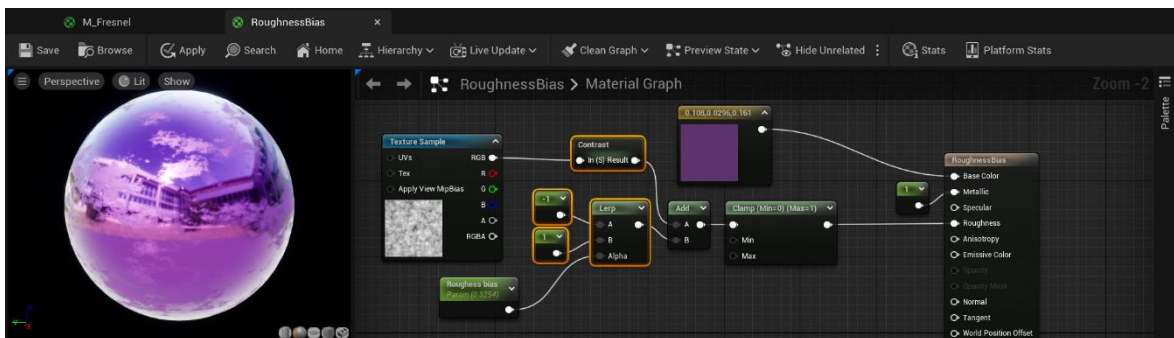 M_Fresnel
RoughnessBias
Save
Browse
Apply
Search
Home
Hierarchy
Live Update
Clean Graph
Preview State
Hide Unrelated
Stats
Platform Stats
Perspective
Lit
Show
RoughnessBias > Material Graph
Zoom -2
Palette
Texture Sample
UVs
Tex
Apply View MipBias
RGB
R
G
B
A
RGBA
Contrast
In (S) Result
0.108,0.0296,0.161
-1
1
Lerp
A
B
Alpha
Add
A
B
Clamp (Min=0) (Max=1)
Min
Max
Roughess bias
Param (0.3264)
1
RoughnessBias
Base Color
Metallic
Specular
Roughness
Anisotropy
Emissive Color
Opacity
Opacity Mask
Normal
Tangent
World Position Offset